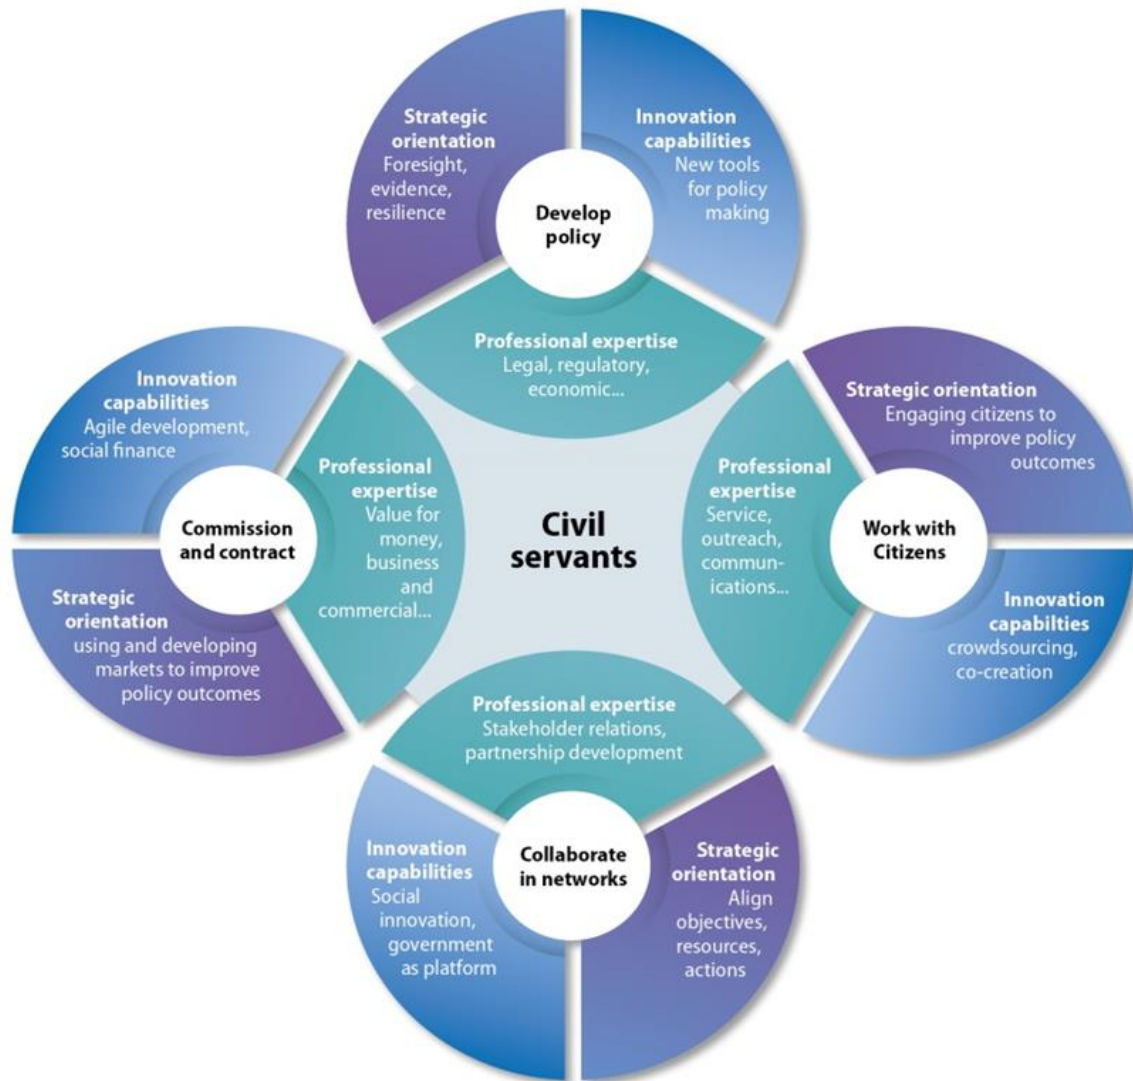 Strategic
orientation
Foresight,
evidence,
resilience
Innovation
capabilities
New tools
for policy
making
Develop
policy
Professional expertise
Legal, regulatory,
economic...
Innovation
capabilities
Agile development,
social finance
Commission
and contract
Strategic
orientation
using and developing
markets to improve
policy outcomes
Professional
expertise
Value for
money,
business
and
commercial...
Civil
servants
Professional
expertise
Service,
outreach,
commun-
ications...
Strategic orientation
Engaging citizens to
improve policy
outcomes
Work with
Citizens
Innovation
capabilties
crowdsourcing,
co-creation
Professional expertise
Stakeholder relations,
partnership development
Innovation
capabilities
Social
innovation,
government
as platform
Collaborate
in networks
Strategic
orientation
Align
objectives,
resources,
actions